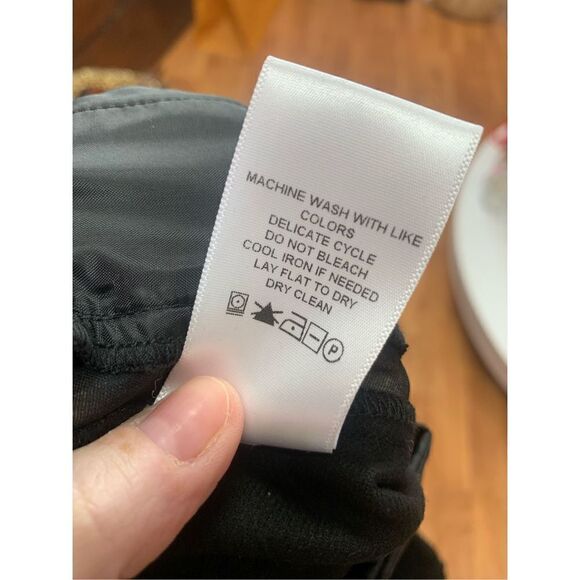 MACHINE WASH WITH LIKE
COLORS
DELICATE CYCLE
DO NOT BLEACH
COOL IRON IF NEEDED
LAY FLAT TO DRY
DRY CLEAN
P